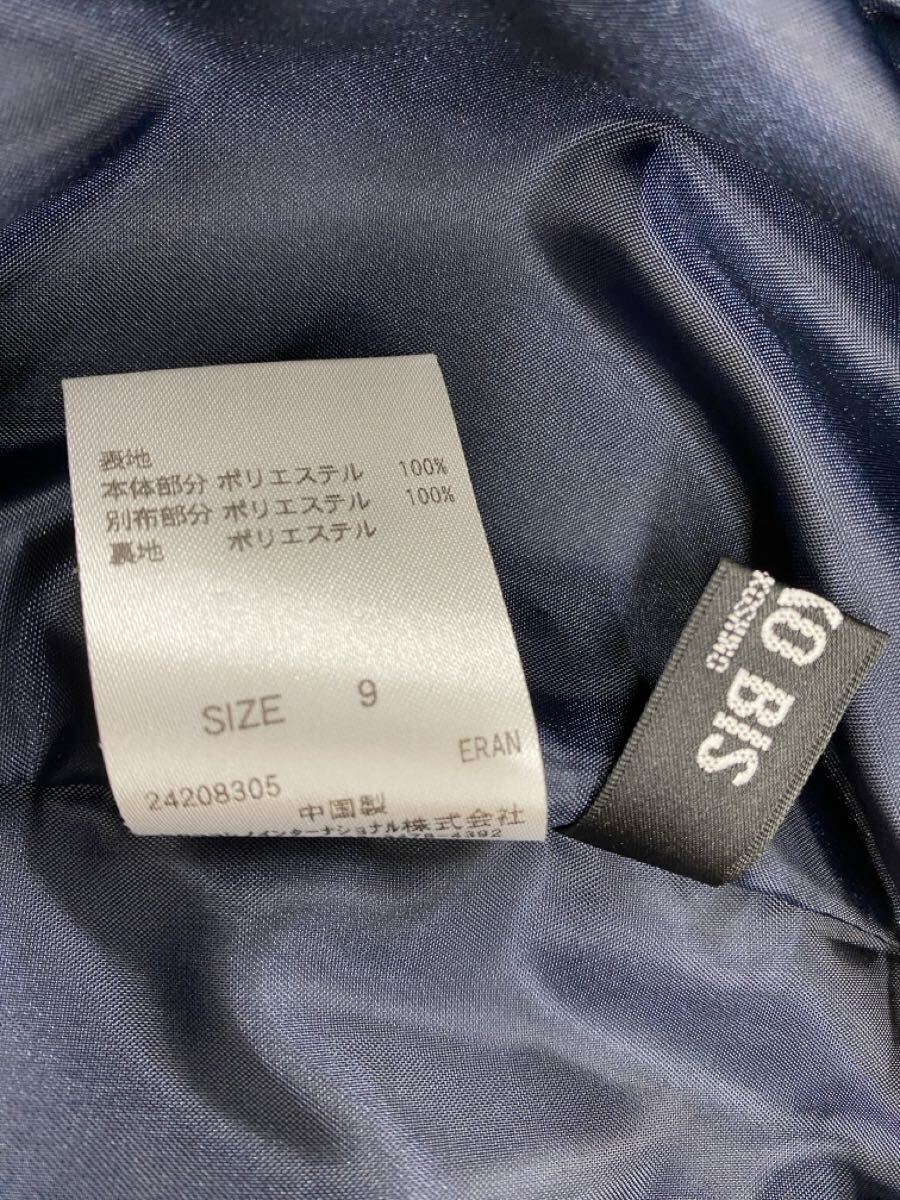 表地
本体部分 ポリエステル 100%
別布部分 ポリエステル 100%
裏地 ポリエステル
SIZE 9
ERAN
24208305
中国製
インターナショナル株式会社
4392
KO BIS